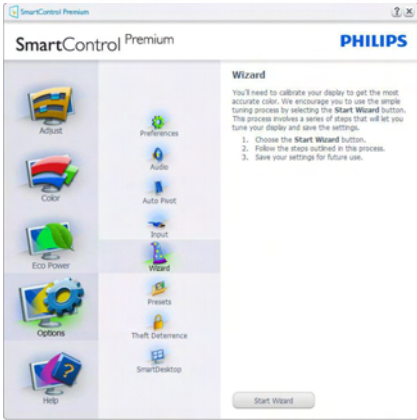 SmartControl Premium
SmartControl Premium
PHILIPS
Adjust
Color
Eco Power
Options
Help
Preferences
Audio
Auto Pivot
Input
Wizard
Presets
Theft Deterrence
SmartDesktop
Wizard
You'll need to calibrate your deplay to get the most
accurate color. We encourage you to use the simple
tuning process by selecting the Start Wizard button.
This process involves a series of steps that will let you
tune your display and save the settings.
1. Choose the Start Wizard button.
2. Follow the steps outlined in this process.
3. Save your settings for future use.
Start Wizard